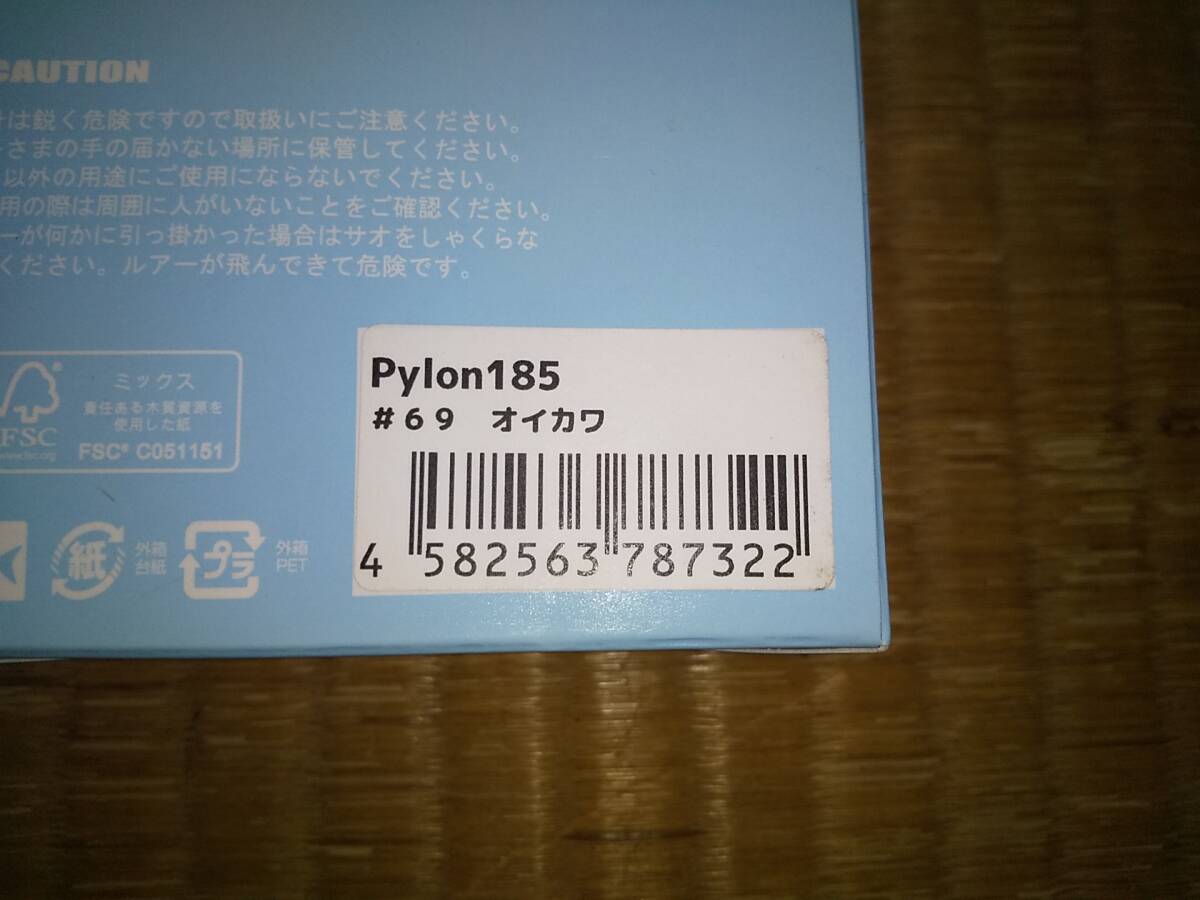 CAUTION
は鋭く危険ですので取扱いにご注意ください。
さまの手の届かない場所に保管してください。
以外の用途にご使用にならないでください。
用の際は周囲に人がいないことをご確認ください。
ーが何かに引っ掛かった場合はサオをしゃくらな
ください。ルアーが飛んできて危険です。
FSC
www.fsc.org
ミックス
責任ある木質資源を
使用した紙
FSC® C051151
紙
外箱
台紙
プラ
外箱
PET
Pylon185
#69 オイカワ
4 582563 787322